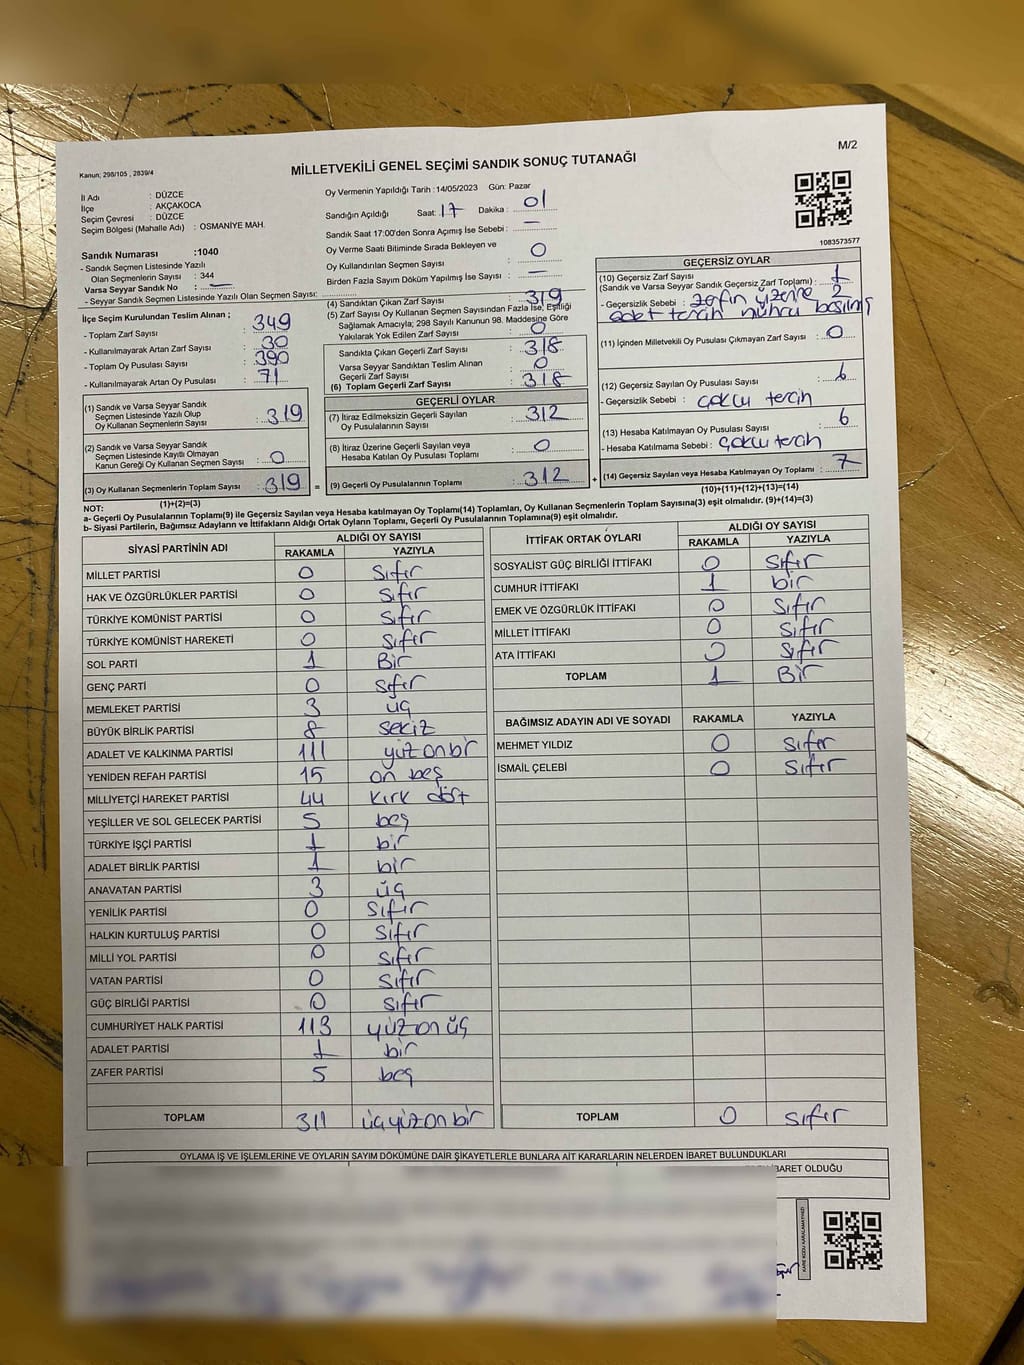 M/2
Kanun; 298/105 , 2839/4
MİLLETVEKİLİ GENEL SEÇİMİ SANDIK SONUÇ TUTANAĞI
İl Adı : DÜZCE
İlçe : AKÇAKOCA
Seçim Çevresi : DÜZCE
Seçim Bölgesi (Mahalle Adı) : OSMANİYE MAH.
Oy Vermenin Yapıldığı Tarih :14/05/2023 Gün: Pazar
Sandığın Açıldığı Saat: 17 Dakika : 01
Sandık Saat 17:00'den Sonra Açımış İse Sebebi : —
Oy Verme Saati Bitiminde Sırada Bekleyen ve
Oy Kullandırılan Seçmen Sayısı : 0
Birden Fazla Sayım Döküm Yapılmış İse Sayısı : —
1083573577
Sandık Numarası :1040
- Sandık Seçmen Listesinde Yazılı
Olan Seçmenlerin Sayısı : 344
Varsa Seyyar Sandık No : —
- Seyyar Sandık Seçmen Listesinde Yazılı Olan Seçmen Sayısı:
İlçe Seçim Kurulundan Teslim Alınan ;
- Toplam Zarf Sayısı : 349
- Kullanılmayarak Artan Zarf Sayısı : 30
- Toplam Oy Pusulası Sayısı : 390
- Kullanılmayarak Artan Oy Pusulası : 71
(1) Sandık ve Varsa Seyyar Sandık
Seçmen Listesinde Yazılı Olup
Oy Kullanan Seçmenlerin Sayısı : 319
(2) Sandık ve Varsa Seyyar Sandık
Seçmen Listesinde Kayıtlı Olmayan
Kanun Gereği Oy Kullanan Seçmen Sayısı : 0
(3) Oy Kullanan Seçmenlerin Toplam Sayısı : 319 =
(1)+(2)=(3)
(4) Sandıktan Çıkan Zarf Sayısı : 319
(5) Zarf Sayısı Oy Kullanan Seçmen Sayısından Fazla İse, Eşitliği
Sağlamak Amacıyla; 298 Sayılı Kanunun 98. Maddesine Göre
Yakılarak Yok Edilen Zarf Sayısı : 0
Sandıkta Çıkan Geçerli Zarf Sayısı : 318
Varsa Seyyar Sandıktan Teslim Alınan
Geçerli Zarf Sayısı : 0
(6) Toplam Geçerli Zarf Sayısı : 318
GEÇERLİ OYLAR
(7) İtiraz Edilmeksizin Geçerli Sayılan
Oy Pusulalarının Sayısı : 312
(8) İtiraz Üzerine Geçerli Sayılan veya
Hesaba Katılan Oy Pusulası Toplamı : 0
(9) Geçerli Oy Pusulalarının Toplamı : 312 +
GEÇERSİZ OYLAR
(10) Geçersiz Zarf Sayısı
(Sandık ve Varsa Seyyar Sandık Geçersiz Zarf Toplamı) : 1
- Geçersizlik Sebebi : zarfın üzerine 2
adet tercih mührü basılmış
(11) İçinden Milletvekili Oy Pusulası Çıkmayan Zarf Sayısı : 0
(12) Geçersiz Sayılan Oy Pusulası Sayısı : 6
- Geçersizlik Sebebi : çoklu tercih
(13) Hesaba Katılmayan Oy Pusulası Sayısı : 6
- Hesaba Katılmama Sebebi : çoklu tercih
(14) Geçersiz Sayılan veya Hesaba Katılmayan Oy Toplamı : 7
(10)+(11)+(12)+(13)=(14)
NOT:
a- Geçerli Oy Pusulalarının Toplamı(9) ile Geçersiz Sayılan veya Hesaba katılmayan Oy Toplamı(14) Toplamları, Oy Kullanan Seçmenlerin Toplam Sayısına(3) eşit olmalıdır. (9)+(14)=(3)
b- Siyasi Partilerin, Bağımsız Adayların ve İttifakların Aldığı Ortak Oyların Toplamı, Geçerli Oy Pusulalarının Toplamına(9) eşit olmalıdır.
SİYASİ PARTİNİN ADI ALDIĞI OY SAYISI
RAKAMLA YAZIYLA
MİLLET PARTİSİ 0 sıfır
HAK VE ÖZGÜRLÜKLER PARTİSİ 0 sıfır
TÜRKİYE KOMÜNİST PARTİSİ 0 sıfır
TÜRKİYE KOMÜNİST HAREKETİ 0 sıfır
SOL PARTİ 1 Bir
GENÇ PARTİ 0 sıfır
MEMLEKET PARTİSİ 3 üç
BÜYÜK BİRLİK PARTİSİ 8 sekiz
ADALET VE KALKINMA PARTİSİ 111 yüz on bir
YENİDEN REFAH PARTİSİ 15 on beş
MİLLİYETÇİ HAREKET PARTİSİ 44 kırk dört
YEŞİLLER VE SOL GELECEK PARTİSİ 5 beş
TÜRKİYE İŞÇİ PARTİSİ 1 bir
ADALET BİRLİK PARTİSİ 1 bir
ANAVATAN PARTİSİ 3 üç
YENİLİK PARTİSİ 0 sıfır
HALKIN KURTULUŞ PARTİSİ 0 sıfır
MİLLİ YOL PARTİSİ 0 sıfır
VATAN PARTİSİ 0 sıfır
GÜÇ BİRLİĞİ PARTİSİ 0 sıfır
CUMHURİYET HALK PARTİSİ 113 yüz on üç
ADALET PARTİSİ 1 bir
ZAFER PARTİSİ 5 beş
TOPLAM 311 üçyüz on bir
İTTİFAK ORTAK OYLARI ALDIĞI OY SAYISI
RAKAMLA YAZIYLA
SOSYALİST GÜÇ BİRLİĞİ İTTİFAKI 0 sıfır
CUMHUR İTTİFAKI 1 bir
EMEK VE ÖZGÜRLÜK İTTİFAKI 0 sıfır
MİLLET İTTİFAKI 0 sıfır
ATA İTTİFAKI 0 sıfır
TOPLAM 1 Bir
BAĞIMSIZ ADAYIN ADI VE SOYADI RAKAMLA YAZIYLA
MEHMET YILDIZ 0 sıfır
İSMAİL ÇELEBİ 0 sıfır
TOPLAM 0 sıfır
OYLAMA İŞ VE İŞLEMLERİNE VE OYLARIN SAYIM DÖKÜMÜNE DAİR ŞİKAYETLERLE BUNLARA AİT KARARLARIN NELERDEN İBARET BULUNDUKLARI
İBARET OLDUĞU
KARE KODU KARALAMAYINIZ!